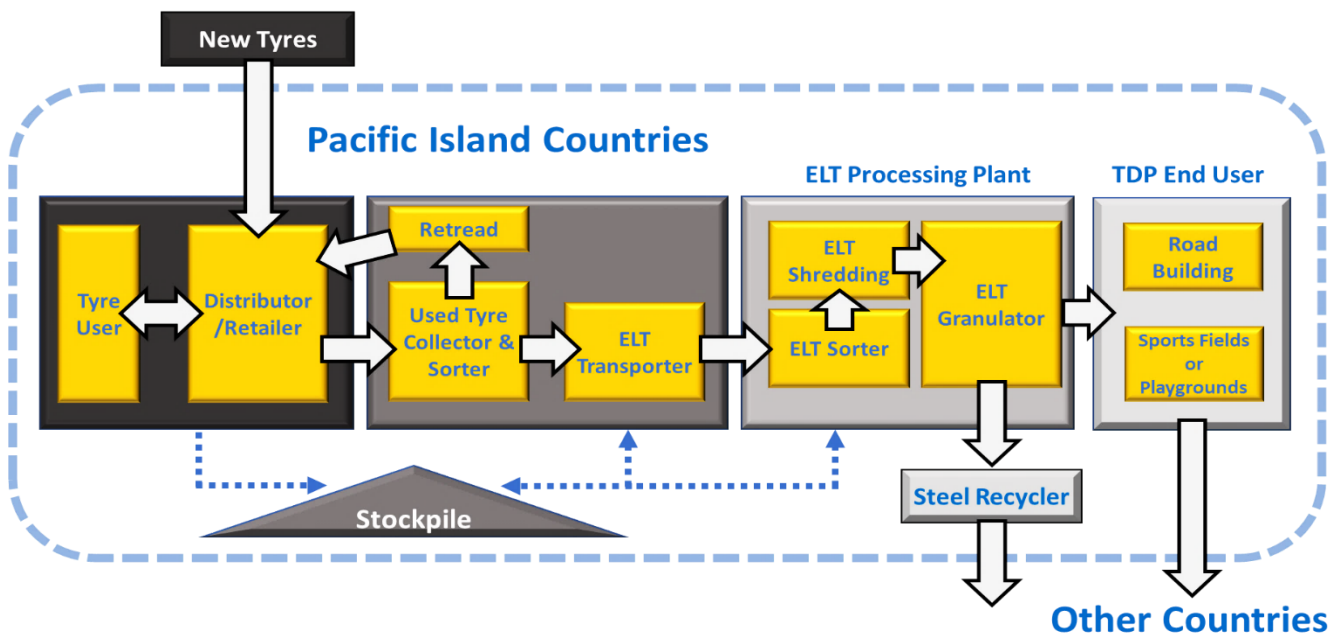 New Tyres
Pacific Island Countries
ELT Processing Plant
TDP End User
Tyre
User
Distributor
/Retailer
Retread
Used Tyre
Collector &
Sorter
ELT
Transporter
ELT
Shredding
ELT Sorter
ELT
Granulator
Road
Building
Sports Fields
or
Playgrounds
Stockpile
Steel Recycler
Other Countries